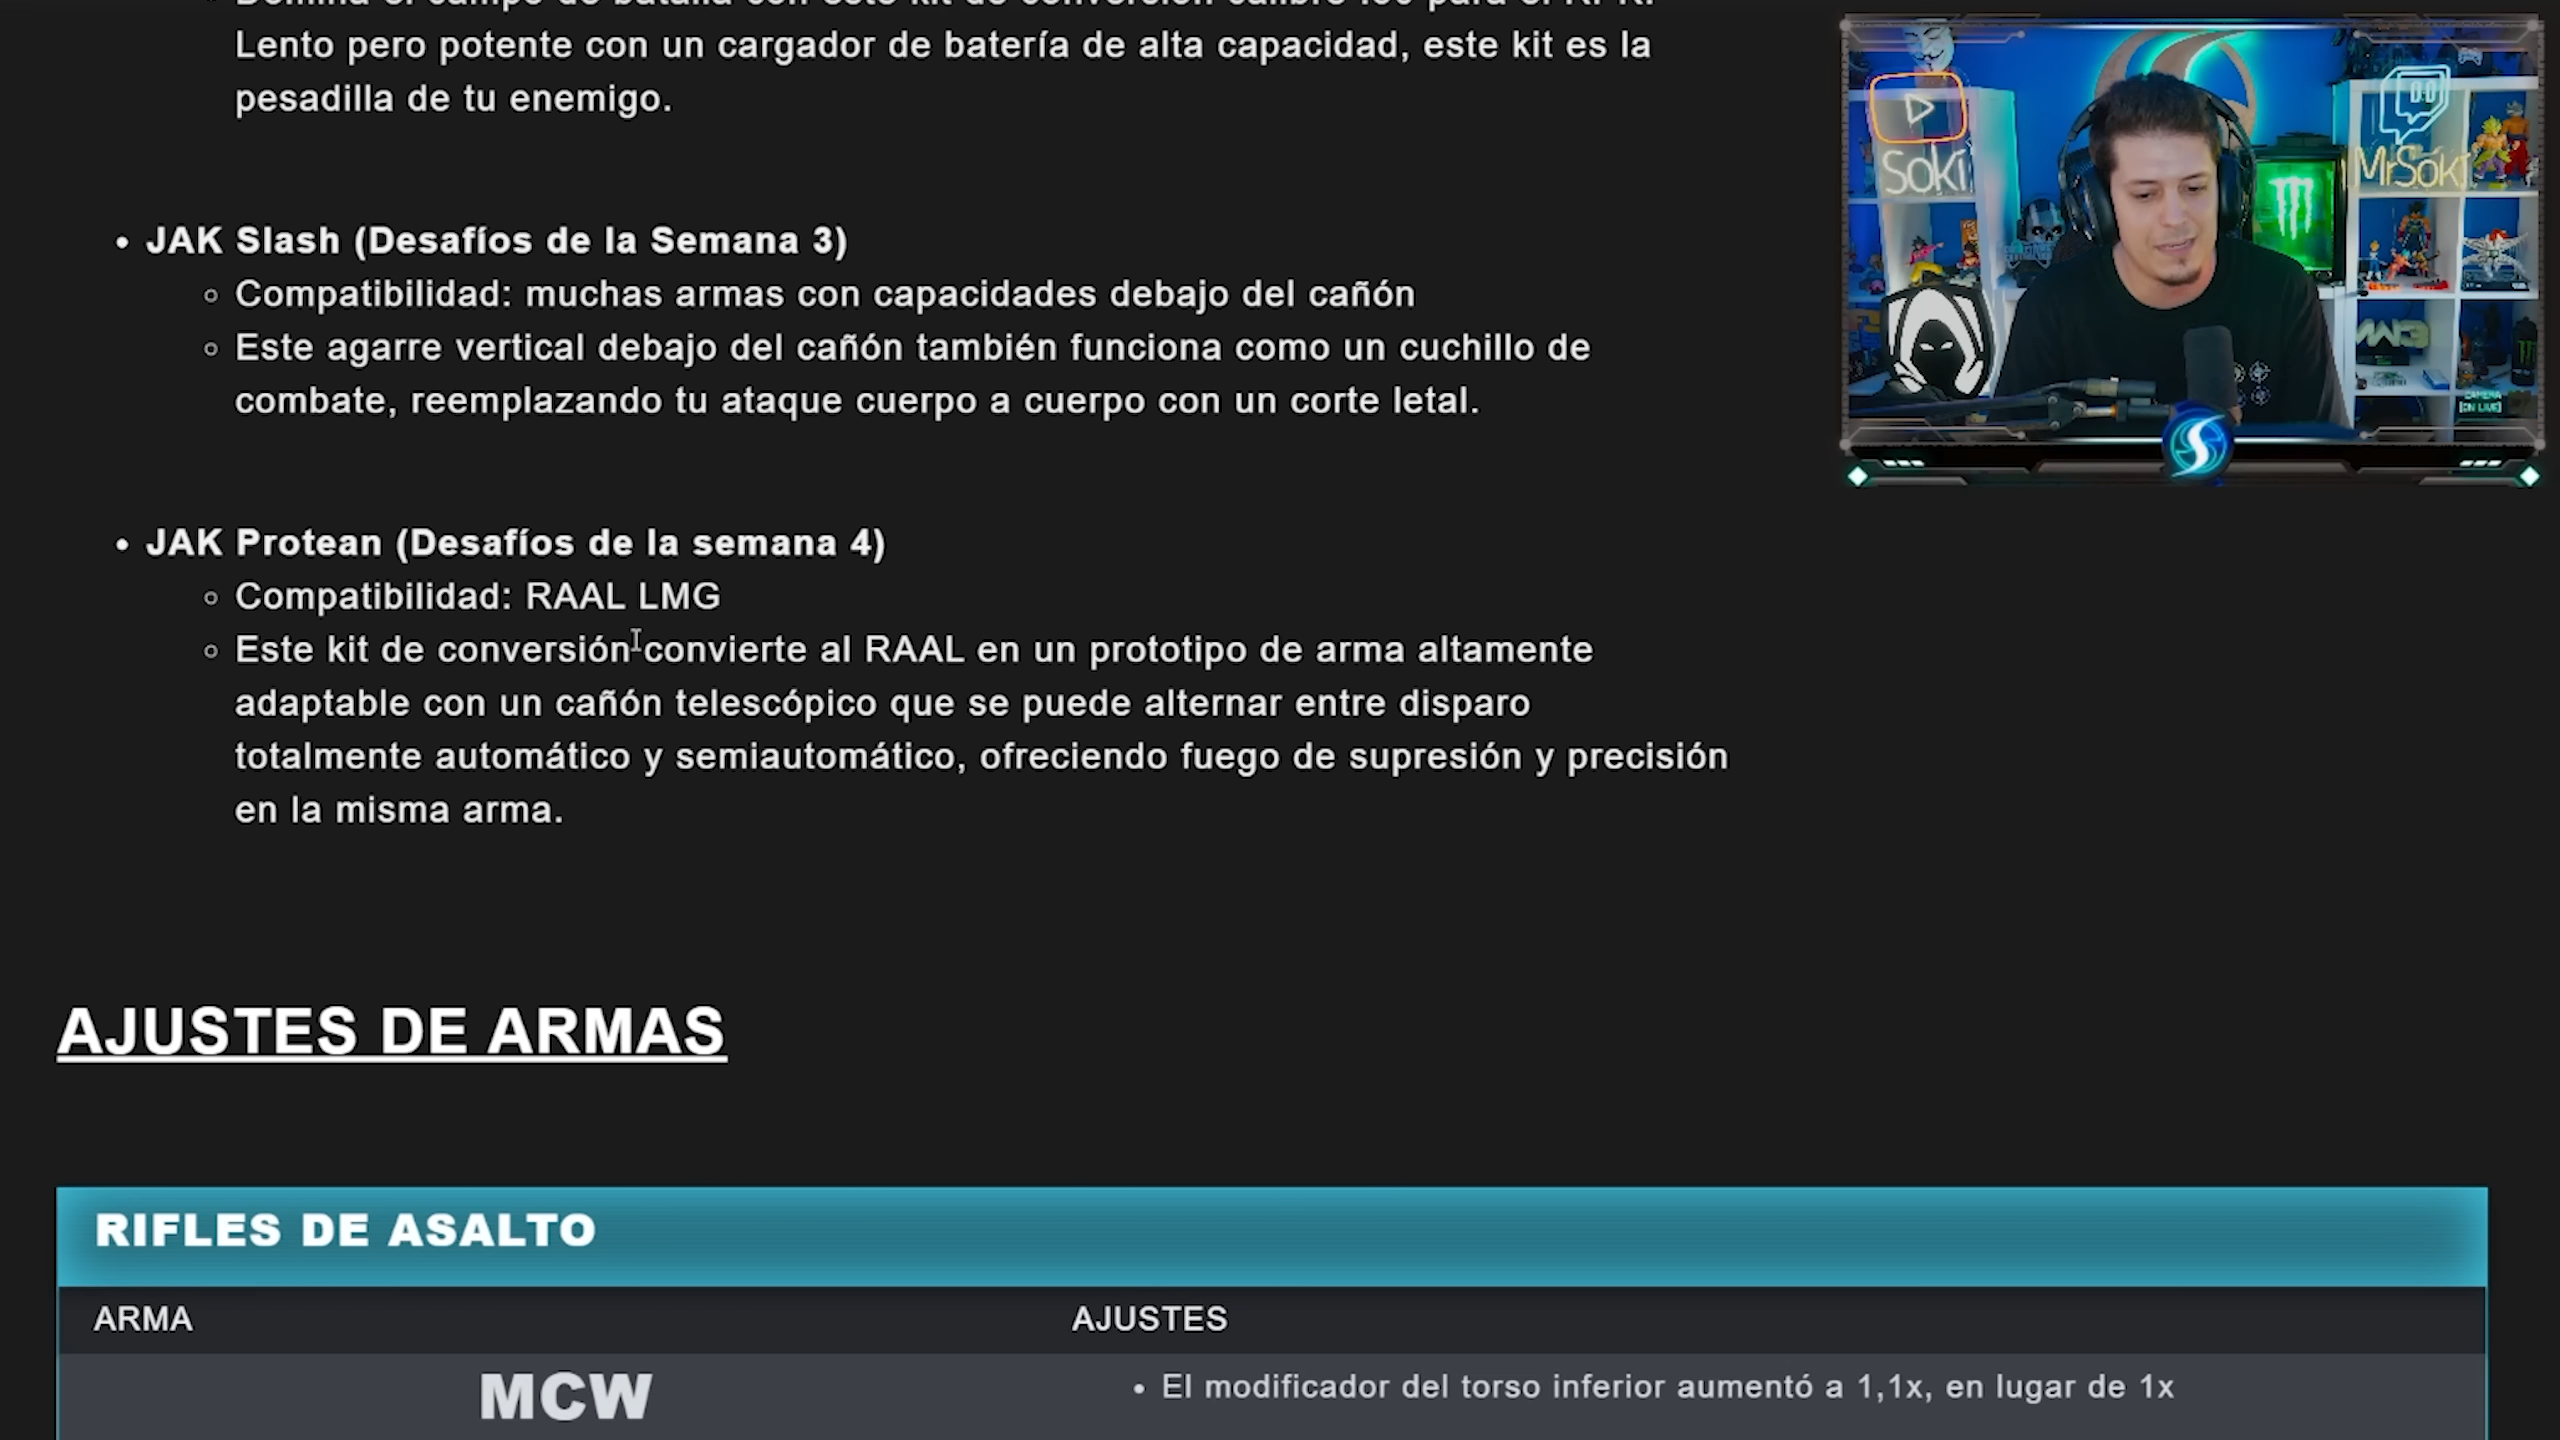 Lento pero potente con un cargador de batería de alta capacidad, este kit es la
pesadilla de tu enemigo.
• JAK Slash (Desafíos de la Semana 3)
Compatibilidad: muchas armas con capacidades debajo del cañón
Este agarre vertical debajo del cañón también funciona como un cuchillo de
combate, reemplazando tu ataque cuerpo a cuerpo con un corte letal.
• JAK Protean (Desafíos de la semana 4)
Compatibilidad: RAAL LMG
Este kit de conversión convierte al RAAL en un prototipo de arma altamente
adaptable con un cañón telescópico que se puede alternar entre disparo
totalmente automático y semiautomático, ofreciendo fuego de supresión y precisión
en la misma arma.
AJUSTES DE ARMAS
RIFLES DE ASALTO
ARMA AJUSTES
MCW
• El modificador del torso inferior aumentó a 1,1x, en lugar de 1x
Soki
MrSoki
MW3
CAMERA
[EN LIVE]